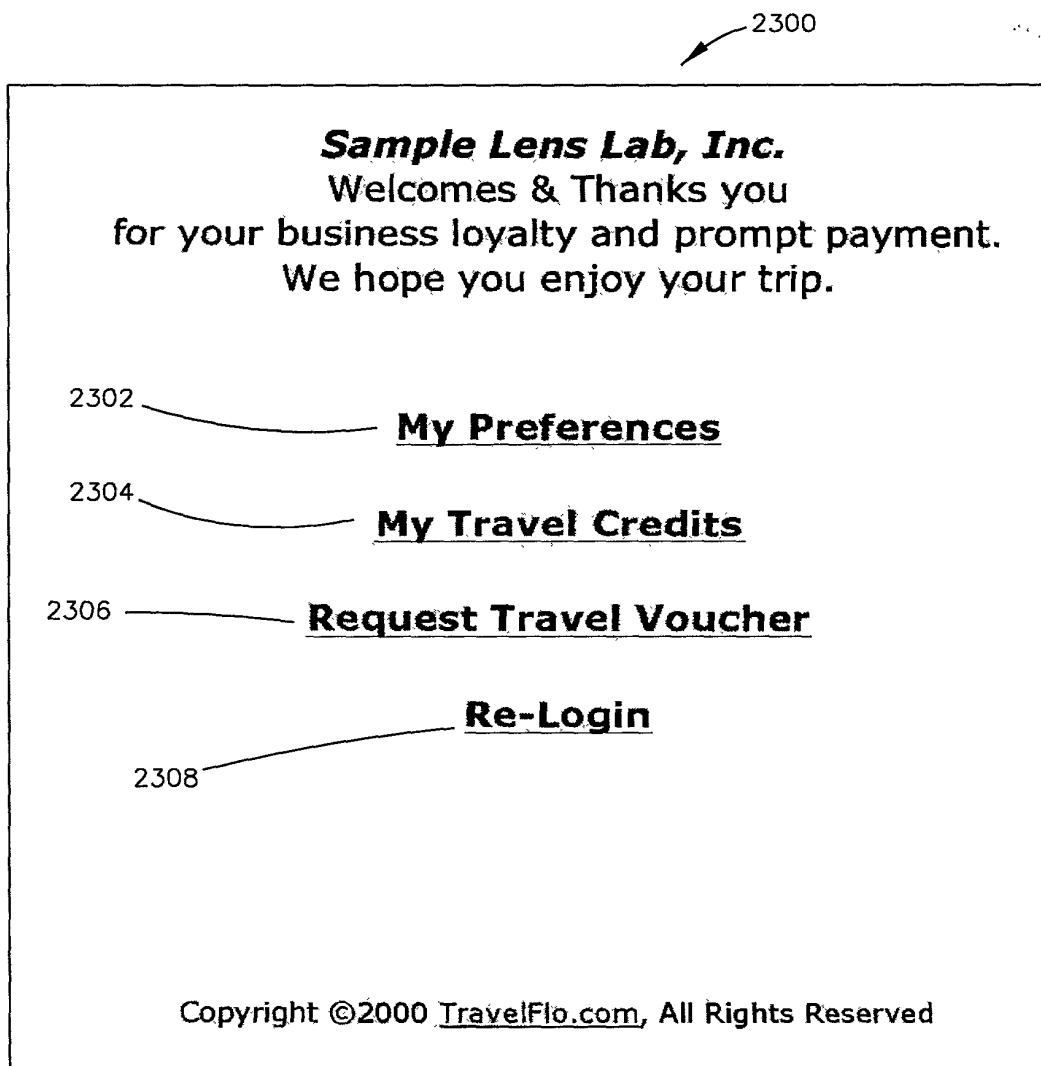 2300
Sample Lens Lab, Inc.
Welcomes & Thanks you
for your business loyalty and prompt payment.
We hope you enjoy your trip.
2302
My Preferences
2304
My Travel Credits
2306
Request Travel Voucher
Re-Login
2308
Copyright ©2000 TravelFlo.com, All Rights Reserved